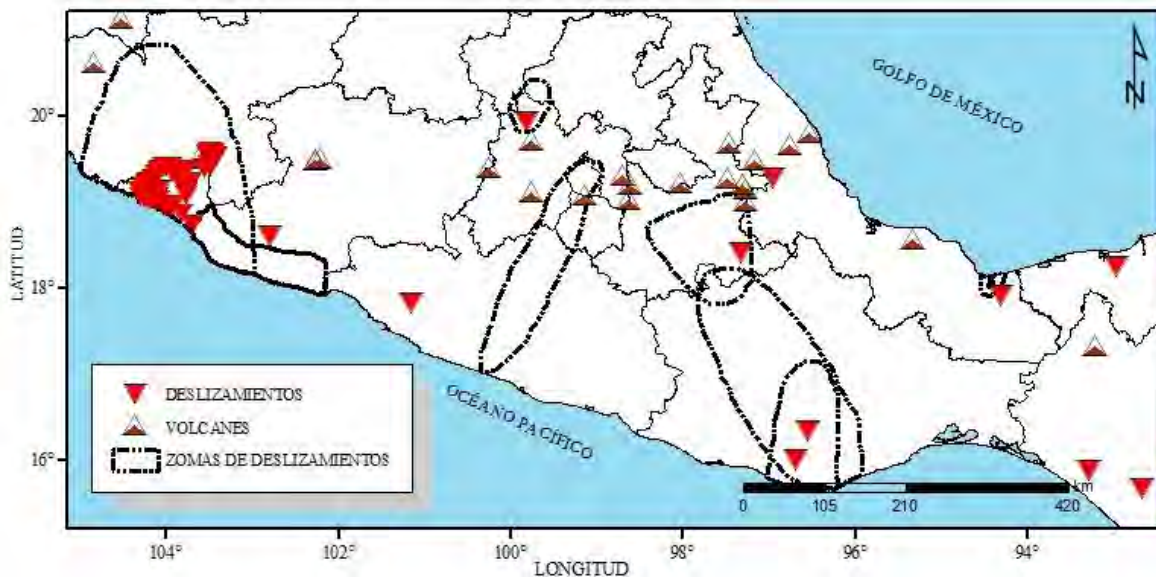 20°
18°
16°
LATITUD
GOLFO DE MÉXICO
N
OCÉANO PACÍFICO
DESLIZAMIENTOS
VOLCANES
ZOMAS DE DESLIZAMIENTOS
km
0 105 210 420
104° 102° 100° 98° 96° 94°
LONGITUD